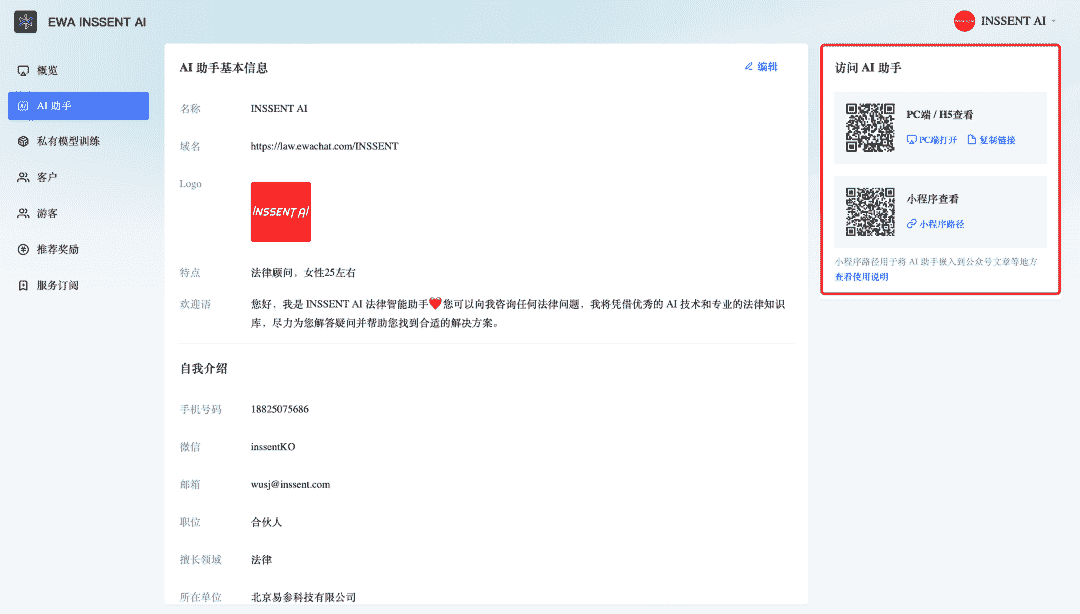 EWA INSSENT AI
INSSENT AI
概览
AI 助手
私有模型训练
客户
游客
推荐奖励
服务订阅
AI 助手基本信息
编辑
名称 INSSENT AI
域名 https://law.ewachat.com/INSSENT
Logo
INSSENT AI
特点 法律顾问，女性25左右
欢迎语 您好，我是 INSSENT AI 法律智能助手❤️您可以向我咨询任何法律问题，我将凭借优秀的 AI 技术和专业的法律知识
库，尽力为您解答疑问并帮助您找到合适的解决方案。
自我介绍
手机号码 18825075686
微信 inssentKO
邮箱 wusj@inssent.com
职位 合伙人
擅长领域 法律
所在单位 北京易参科技有限公司
访问 AI 助手
PC端 / H5查看
PC端打开 复制链接
小程序查看
小程序路径
小程序路径用于将 AI 助手嵌入到公众号文章等地方
查看使用说明